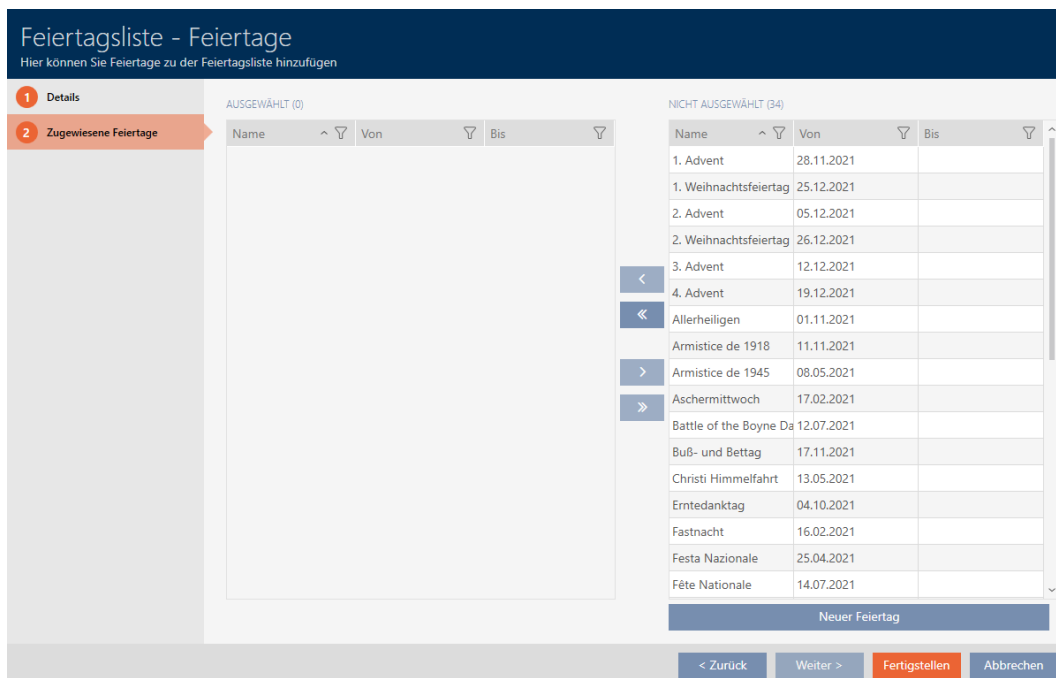 Feiertagsliste - Feiertage
Hier können Sie Feiertage zu der Feiertagsliste hinzufügen
1 Details
2 Zugewiesene Feiertage
AUSGEWÄHLT (0)
Name Von Bis
NICHT AUSGEWÄHLT (34)
Name Von Bis
1. Advent 28.11.2021
1. Weihnachtsfeiertag 25.12.2021
2. Advent 05.12.2021
2. Weihnachtsfeiertag 26.12.2021
3. Advent 12.12.2021
4. Advent 19.12.2021
Allerheiligen 01.11.2021
Armistice de 1918 11.11.2021
Armistice de 1945 08.05.2021
Aschermittwoch 17.02.2021
Battle of the Boyne Da 12.07.2021
Buß- und Bettag 17.11.2021
Christi Himmelfahrt 13.05.2021
Erntedanktag 04.10.2021
Fastnacht 16.02.2021
Festa Nazionale 25.04.2021
Fête Nationale 14.07.2021
Neuer Feiertag
< Zurück Weiter > Fertigstellen Abbrechen